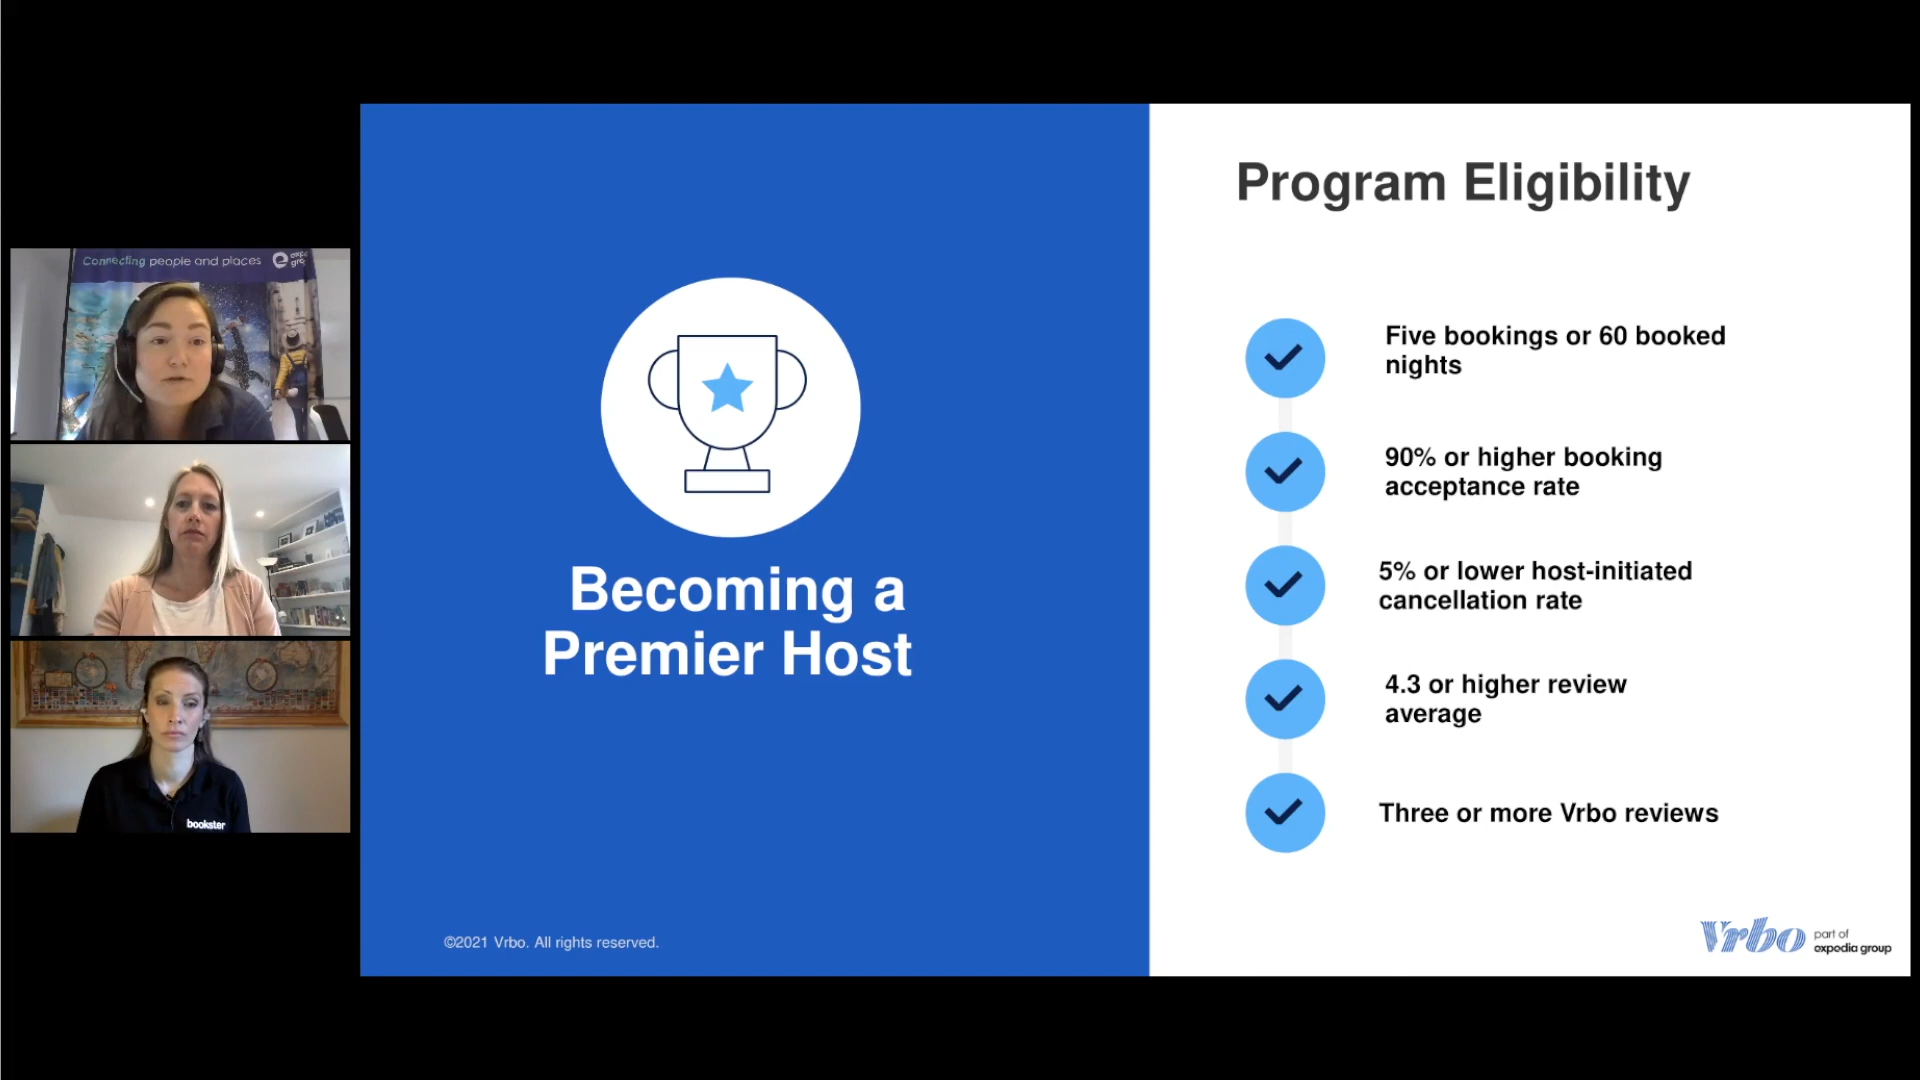 Connecting people and places
bookster
Becoming a
Premier Host
©2021 Vrbo. All rights reserved.
Program Eligibility
Five bookings or 60 booked
nights
90% or higher booking
acceptance rate
5% or lower host-initiated
cancellation rate
4.3 or higher review
average
Three or more Vrbo reviews
Vrbo part of
expedia group